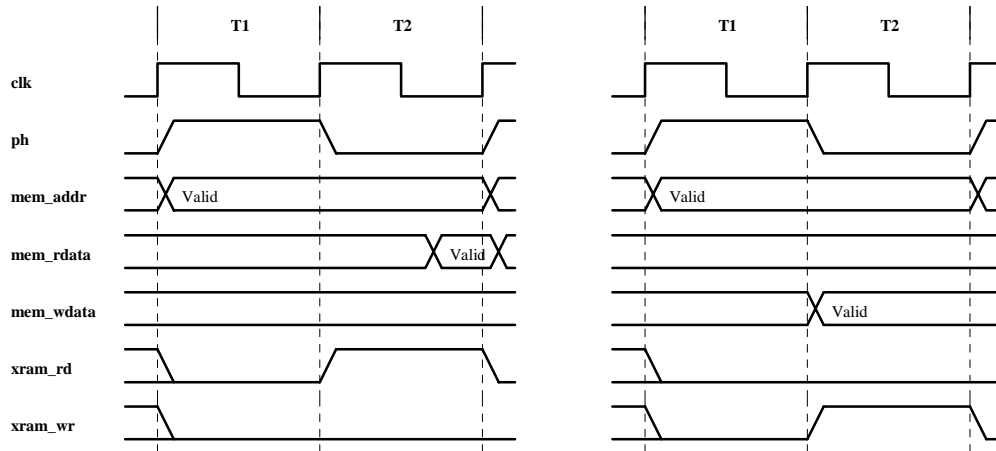 T1 T2 T1 T2
clk
ph
mem_addr Valid Valid
mem_rdata Valid
mem_wdata Valid
xram_rd
xram_wr